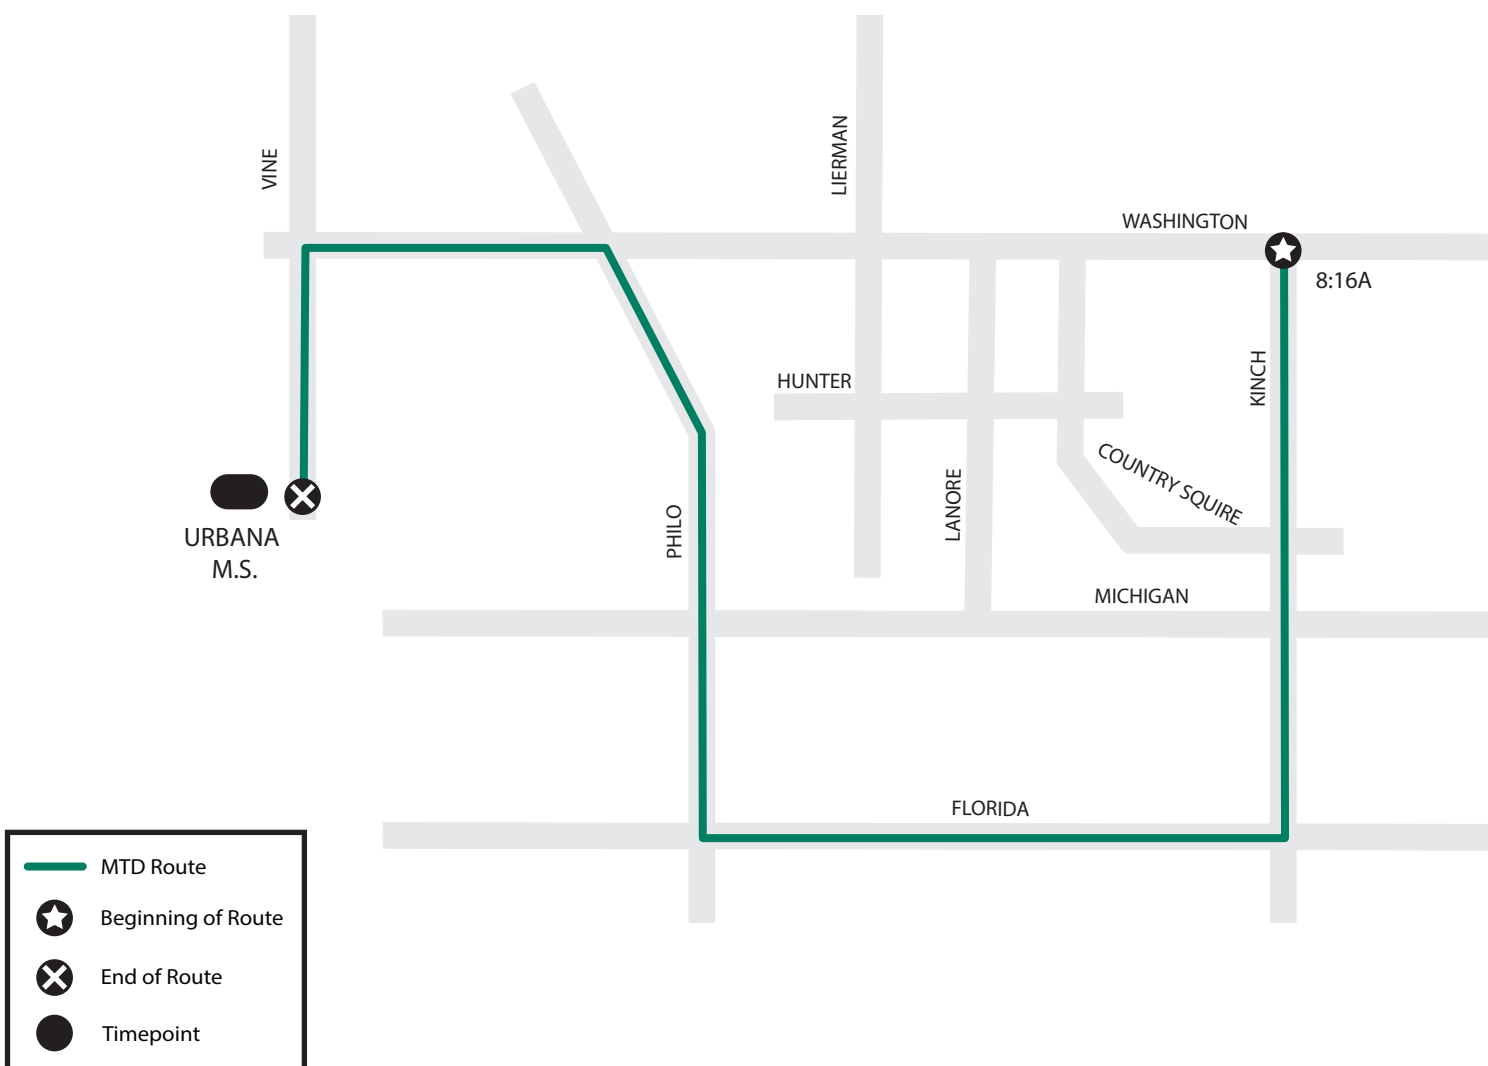 VINE
LIERMAN
WASHINGTON
8:16A
HUNTER
KINCH
COUNTRY SQUIRE
LANORE
PHILO
URBANA
M.S.
MICHIGAN
FLORIDA
MTD Route
Beginning of Route
End of Route
Timepoint